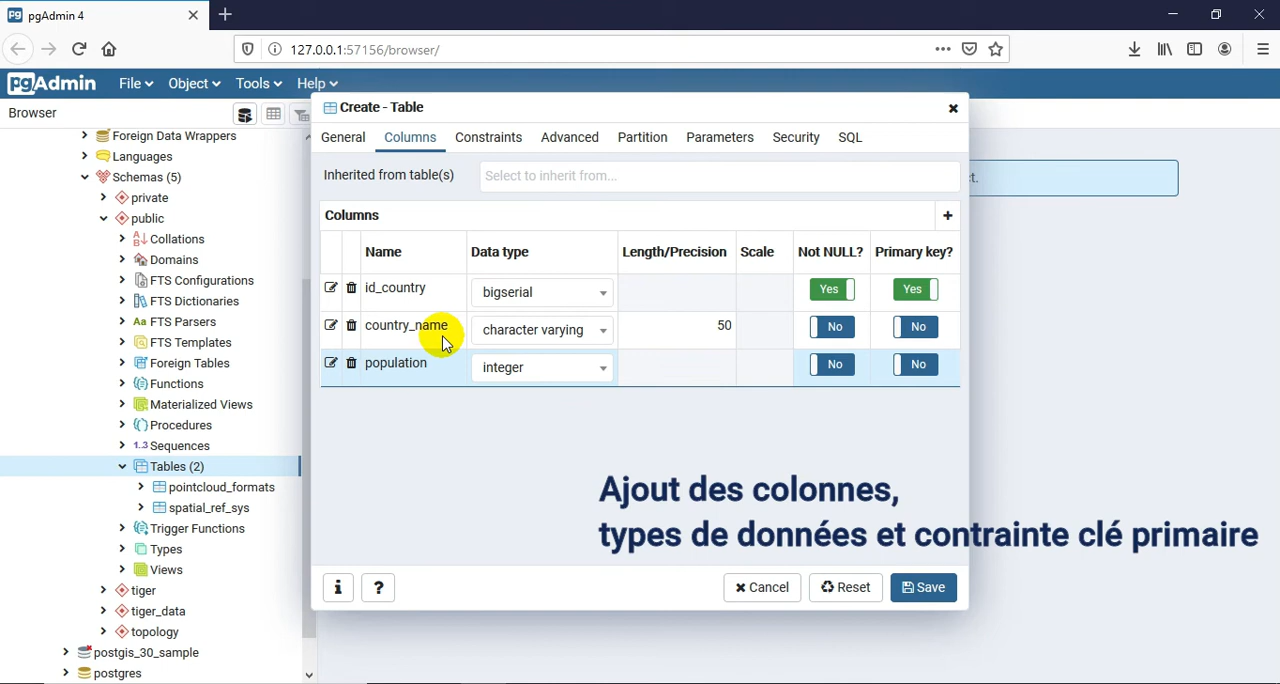 pgAdmin 4
127.0.0.1:57156/browser/
pgAdmin File Object Tools Help
Browser
Foreign Data Wrappers
Languages
Schemas (5)
private
public
Collations
Domains
FTS Configurations
FTS Dictionaries
Aa FTS Parsers
FTS Templates
Foreign Tables
Functions
Materialized Views
Procedures
1..3 Sequences
Tables (2)
pointcloud_formats
spatial_ref_sys
Trigger Functions
Types
Views
tiger
tiger_data
topology
postgis_30_sample
postgres
Create - Table
General Columns Constraints Advanced Partition Parameters Security SQL
Inherited from table(s) Select to inherit from...
ct.
Columns
Name Data type Length/Precision Scale Not NULL? Primary key?
id_country bigserial Yes Yes
country_name character varying 50 No No
population integer No No
Ajout des colonnes,
types de données et contrainte clé primaire
i ? Cancel Reset Save